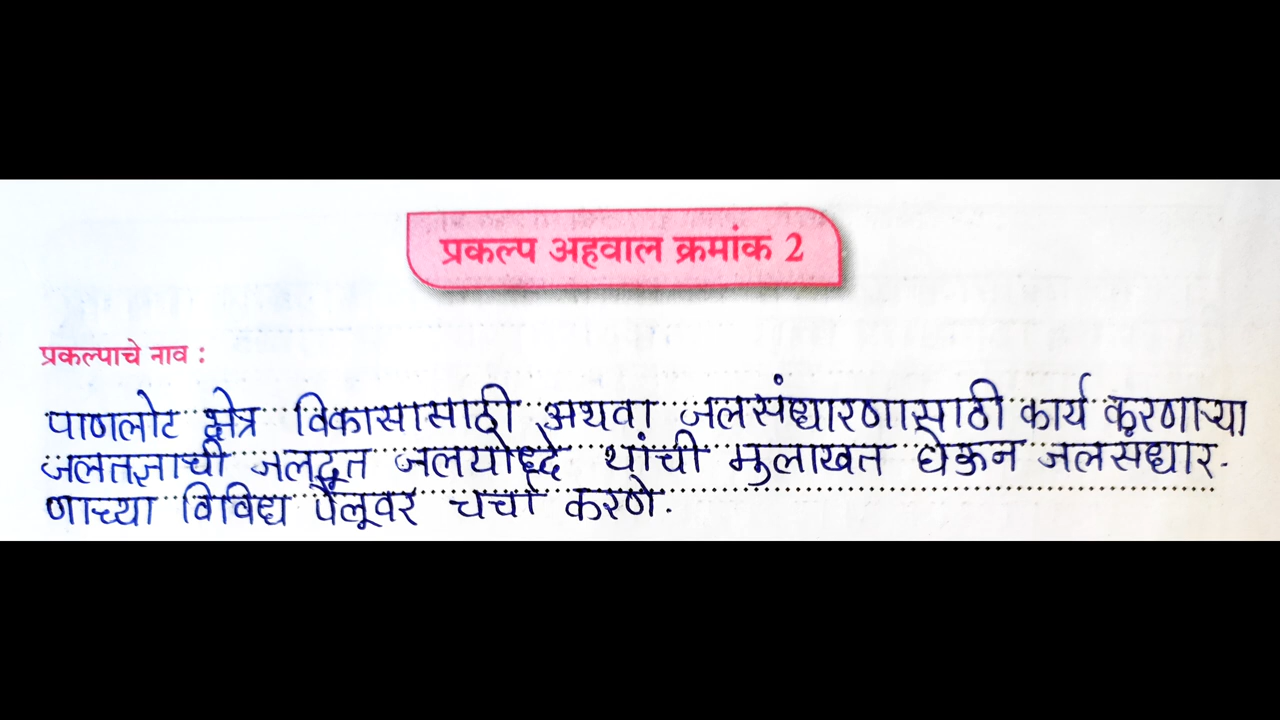 प्रकल्प अहवाल क्रमांक 2
प्रकल्पाचे नाव :
पाणलोट क्षेत्र विकासासाठी अथवा जलसंधारणासाठी कार्य करणाऱ्या
जलतज्ञाची जलदूत जलयोध्दे यांची मुलाखत घेऊन जलसंधार-
णाच्या विविध पैलूवर चर्चा करणे.